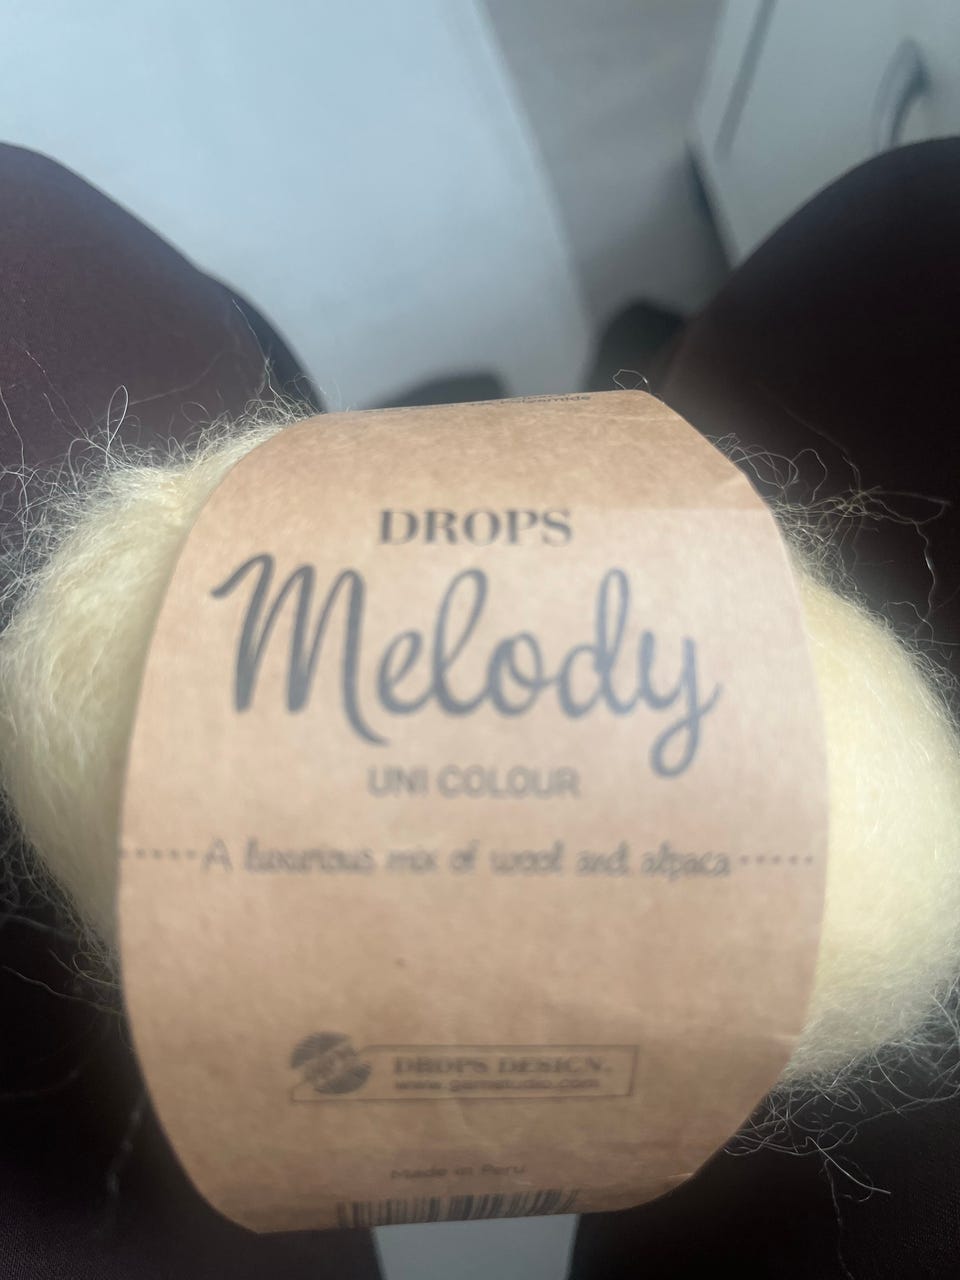 DROPS
Melody
UNI COLOUR
A luxurious mix of wool and alpaca
DROPS DESIGN.
www.garnstudio.com
Made in Peru